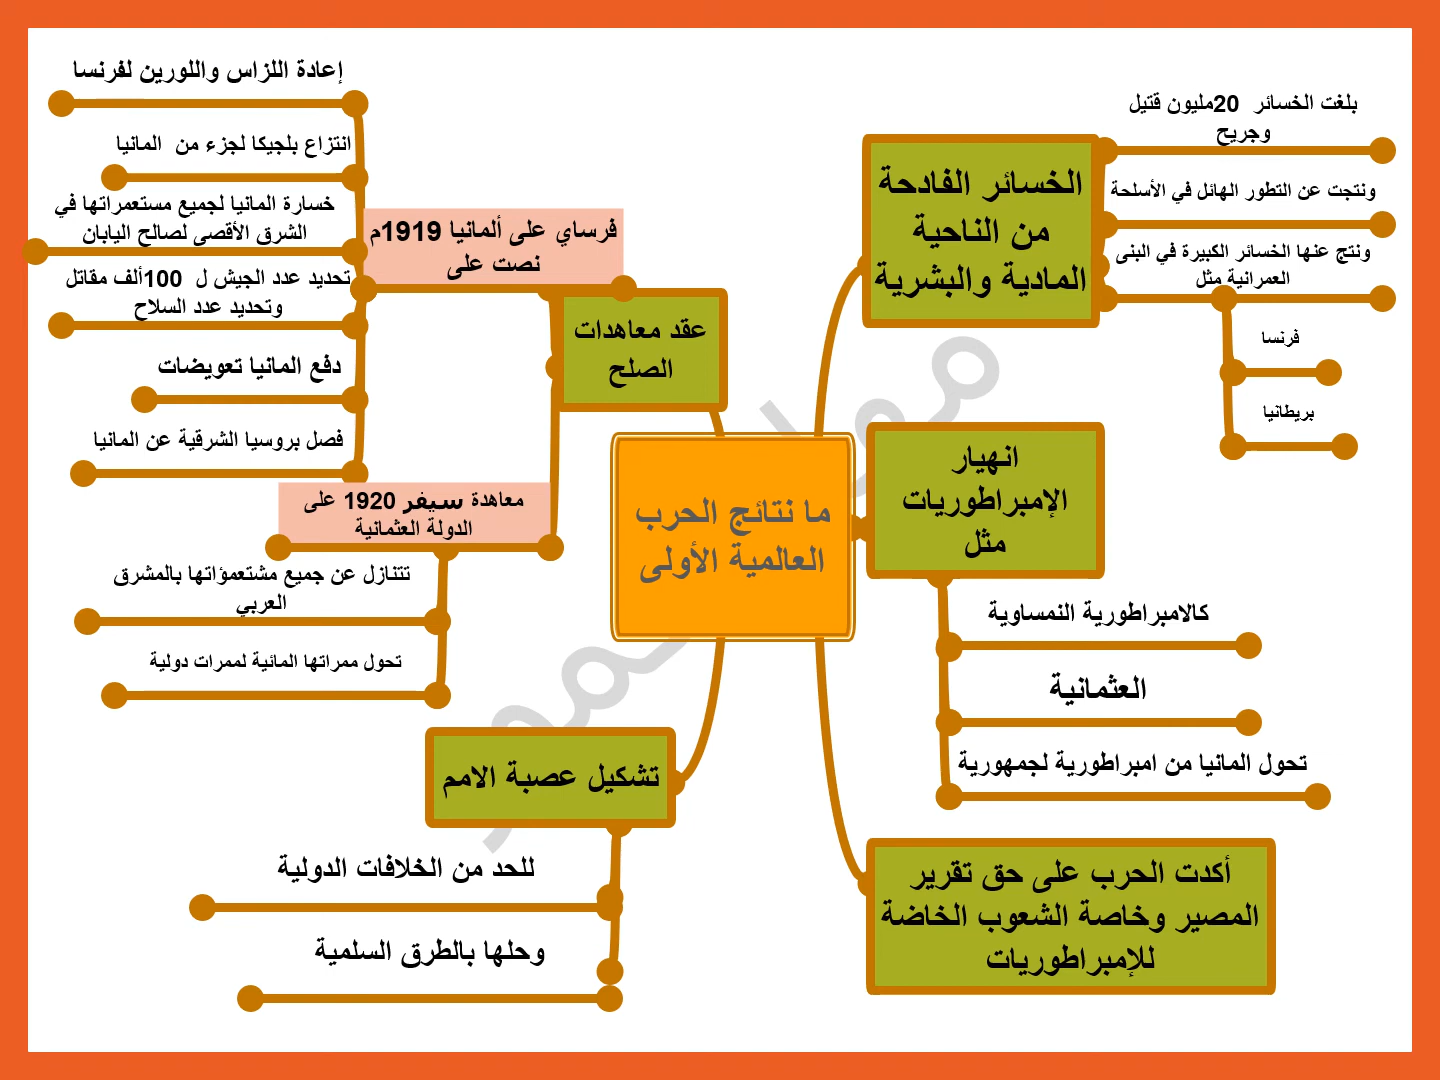 ما نتائج الحرب
العالمية الأولى
الخسائر الفادحة
من الناحية
المادية والبشرية
بلغت الخسائر 20مليون قتيل
وجريح
ونتجت عن التطور الهائل في الأسلحة
ونتج عنها الخسائر الكبيرة في البنى
العمرانية مثل
فرنسا
بريطانيا
انهيار
الإمبراطوريات
مثل
كالامبراطورية النمساوية
العثمانية
تحول المانيا من امبراطورية لجمهورية
أكدت الحرب على حق تقرير
المصير وخاصة الشعوب الخاضة
للإمبراطوريات
عقد معاهدات
الصلح
فرساي على ألمانيا 1919م
نصت على
إعادة اللزاس واللورين لفرنسا
انتزاع بلجيكا لجزء من المانيا
خسارة المانيا لجميع مستعمراتها في
الشرق الأقصى لصالح اليابان
تحديد عدد الجيش ل 100ألف مقاتل
وتحديد عدد السلاح
دفع المانيا تعويضات
فصل بروسيا الشرقية عن المانيا
معاهدة سيفر 1920 على
الدولة العثمانية
تتنازل عن جميع مشتعمؤاتها بالمشرق
العربي
تحول ممراتها المائية لممرات دولية
تشكيل عصبة الامم
للحد من الخلافات الدولية
وحلها بالطرق السلمية